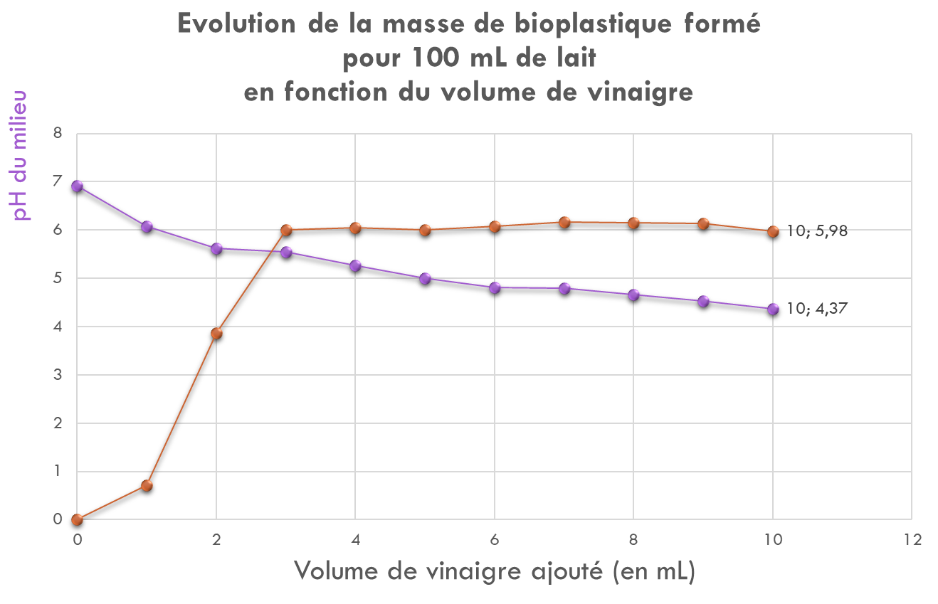 Evolution de la masse de bioplastique formé
pour 100 mL de lait
en fonction du volume de vinaigre
pH du milieu
8
7
6
5
4
3
2
1
0
10; 5,98
10; 4,37
0 2 4 6 8 10 12
Volume de vinaigre ajouté (en mL)